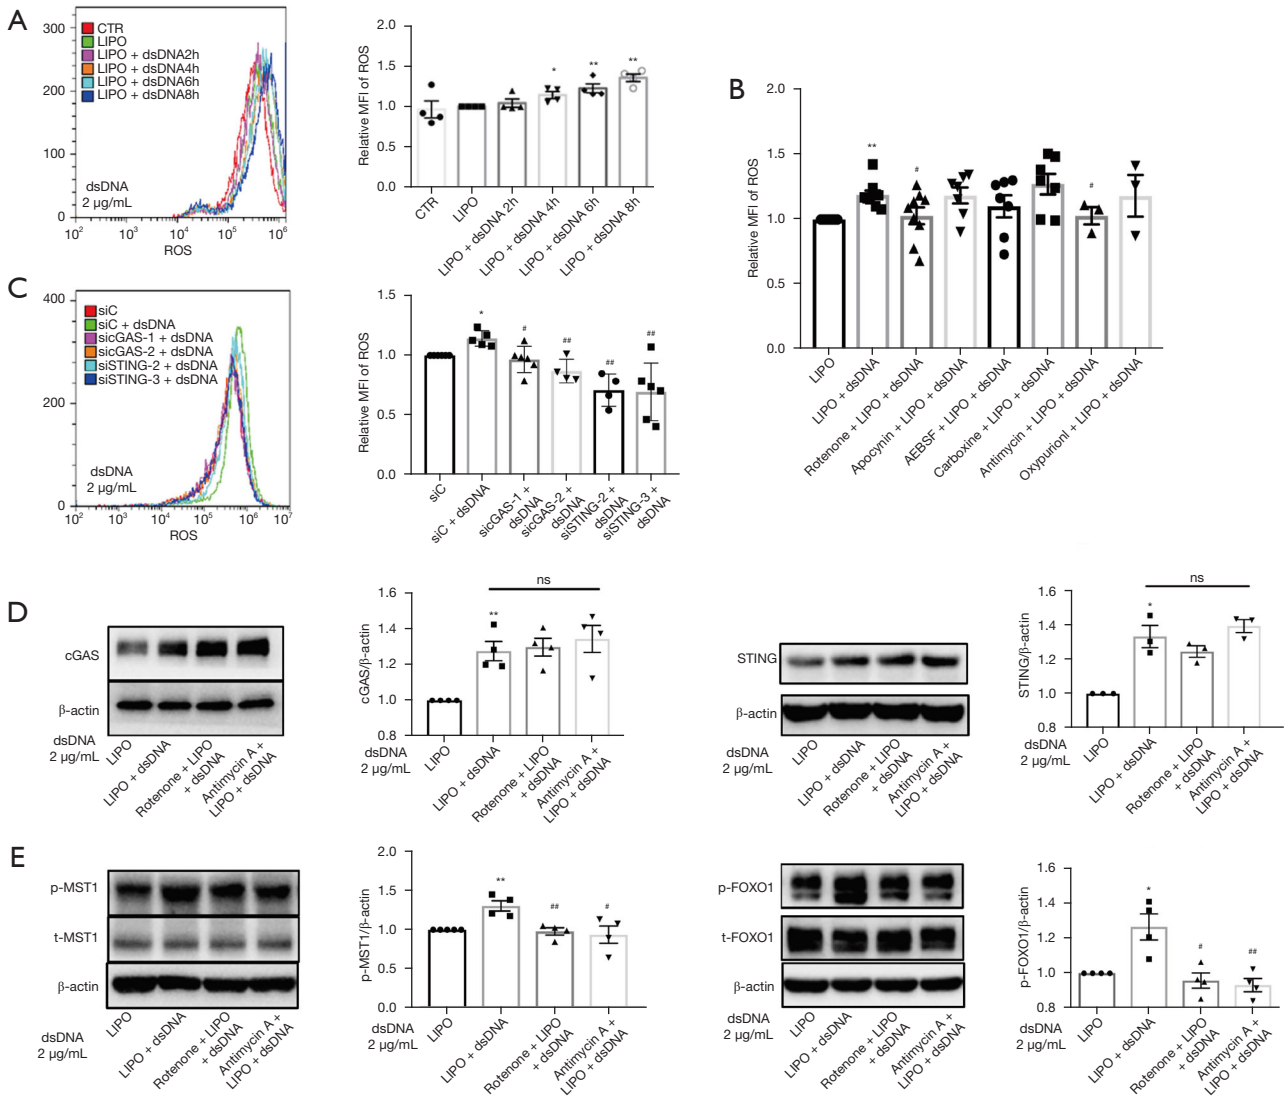 A
300
200
100
0
CTR
LIPO
LIPO + dsDNA2h
LIPO + dsDNA4h
LIPO + dsDNA6h
LIPO + dsDNA8h
dsDNA
2 µg/mL
10² 10³ 10⁴ 10⁵ 10⁶
ROS
Relative MFI of ROS
2.0
1.5
1.0
0.5
0.0
* ** **
CTR
LIPO
LIPO + dsDNA 2h
LIPO + dsDNA 4h
LIPO + dsDNA 6h
LIPO + dsDNA 8h
B
Relative MFI of ROS
2.0
1.5
1.0
0.5
0.0
** # #
LIPO
LIPO + dsDNA
Rotenone + LIPO + dsDNA
Apocynin + LIPO + dsDNA
AEBSF + LIPO + dsDNA
Carboxine + LIPO + dsDNA
Antimycin + LIPO + dsDNA
Oxypurionl + LIPO + dsDNA
C
400
200
0
siC
siC + dsDNA
sicGAS-1 + dsDNA
sicGAS-2 + dsDNA
siSTING-2 + dsDNA
siSTING-3 + dsDNA
dsDNA
2 µg/mL
10² 10³ 10⁴ 10⁵ 10⁶ 10⁷
ROS
Relative MFI of ROS
1.5
1.0
0.5
0.0
* # ## ## ##
siC
siC + dsDNA
sicGAS-1 +
dsDNA
sicGAS-2 +
dsDNA
siSTING-2 +
dsDNA
siSTING-3 +
dsDNA
D
cGAS
β-actin
dsDNA
2 µg/mL
LIPO
LIPO + dsDNA
Rotenone + LIPO
+ dsDNA
Antimycin A +
LIPO + dsDNA
cGAS/β-actin
1.6
1.4
1.2
1.0
0.8
ns
**
dsDNA
2 µg/mL
LIPO
LIPO + dsDNA
Rotenone + LIPO
+ dsDNA
Antimycin A +
LIPO + dsDNA
STING
β-actin
dsDNA
2 µg/mL
LIPO
LIPO + dsDNA
Rotenone + LIPO
+ dsDNA
Antimycin A +
LIPO + dsDNA
STING/β-actin
1.6
1.4
1.2
1.0
0.8
ns
*
dsDNA
2 µg/mL
LIPO
LIPO + dsDNA
Rotenone + LIPO
+ dsDNA
Antimycin A +
LIPO + dsDNA
E
p-MST1
t-MST1
β-actin
dsDNA
2 µg/mL
LIPO
LIPO + dsDNA
Rotenone + LIPO
+ dsDNA
Antimycin A +
LIPO + dsDNA
p-MST1/β-actin
2.0
1.5
1.0
0.5
0.0
** ## #
dsDNA
2 µg/mL
LIPO
LIPO + dsDNA
Rotenone + LIPO
+ dsDNA
Antimycin A +
LIPO + dsDNA
p-FOXO1
t-FOXO1
β-actin
dsDNA
2 µg/mL
LIPO
LIPO + dsDNA
Rotenone + LIPO
+ dsDNA
Antimycin A +
LIPO + dsDNA
p-FOXO1/β-actin
1.6
1.4
1.2
1.0
0.8
* # ##
dsDNA
2 µg/mL
LIPO
LIPO + dsDNA
Rotenone + LIPO
+ dsDNA
Antimycin A +
LIPO + dsDNA